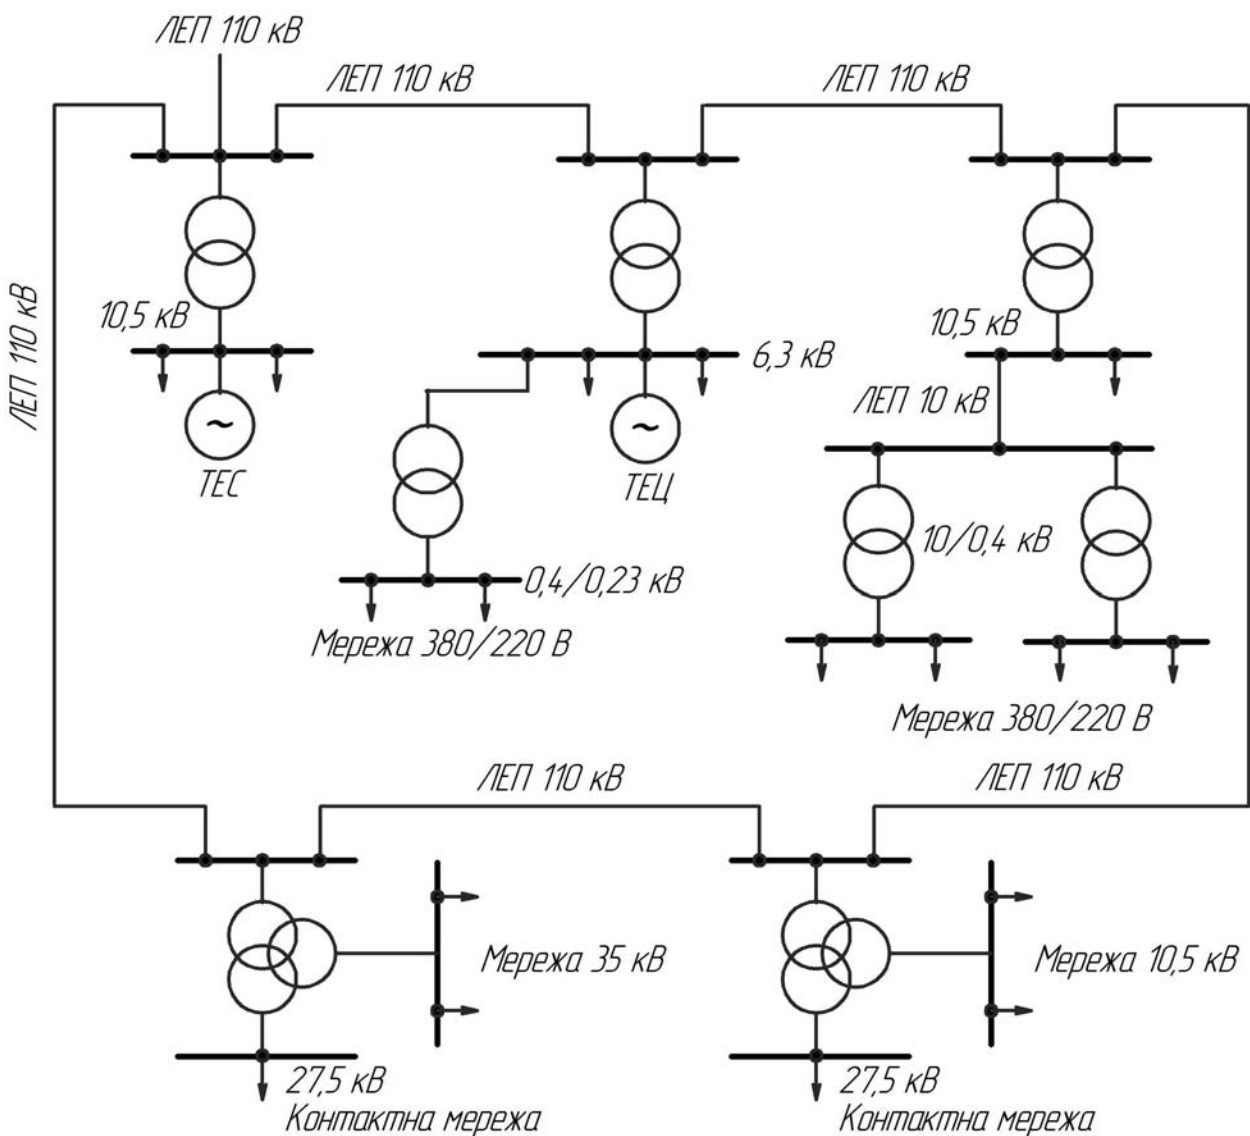 ЛЕП 110 кВ
ЛЕП 110 кВ
ЛЕП 110 кВ
ЛЕП 110 кВ
10,5 кВ
6,3 кВ
10,5 кВ
ЛЕП 10 кВ
~
ТЕС
~
ТЕЦ
10/0,4 кВ
0,4/0,23 кВ
Мережа 380/220 В
Мережа 380/220 В
ЛЕП 110 кВ
ЛЕП 110 кВ
Мережа 35 кВ
Мережа 10,5 кВ
27,5 кВ
Контактна мережа
27,5 кВ
Контактна мережа